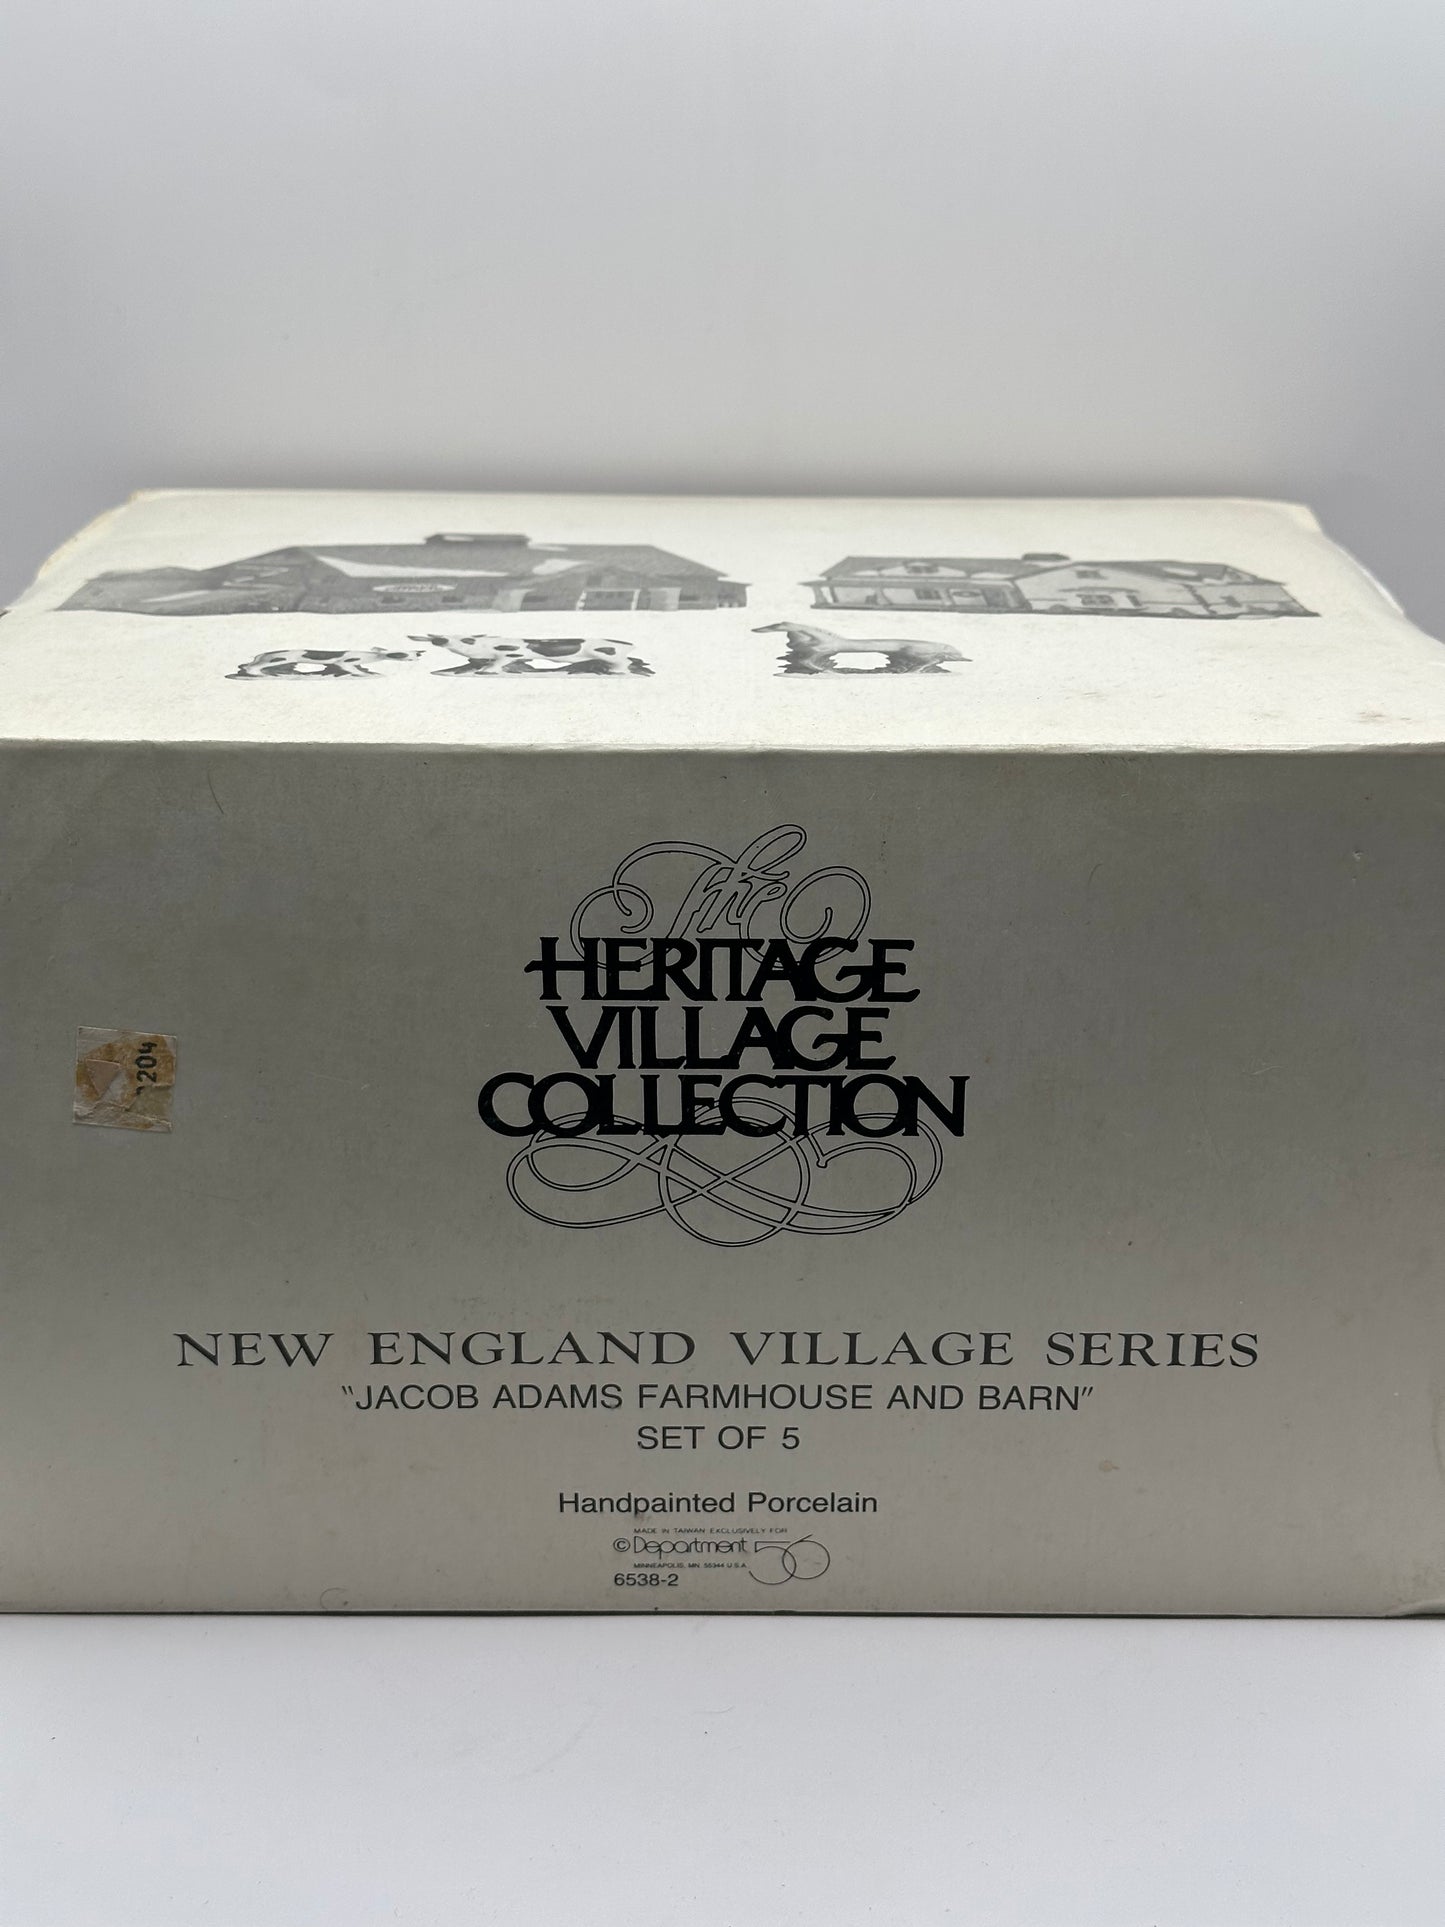 The
HERITAGE
VILLAGE
COLLECTION
204
NEW ENGLAND VILLAGE SERIES
"JACOB ADAMS FARMHOUSE AND BARN"
SET OF 5
Handpainted Porcelain
MADE IN TAIWAN EXCLUSIVELY FOR
© Department 56
MINNEAPOLIS, MN 55344 U.S.A.
6538-2